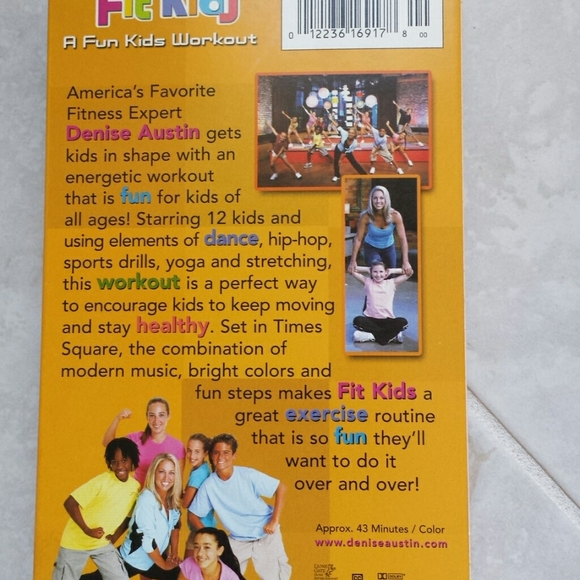 Fit Kids
A Fun Kids Workout
0 12236 16917 8 00
America's Favorite
Fitness Expert
Denise Austin gets
kids in shape with an
energetic workout
that is fun for kids of
all ages! Starring 12 kids and
using elements of dance, hip-hop,
sports drills, yoga and stretching,
this workout is a perfect way
to encourage kids to keep moving
and stay healthy. Set in Times
Square, the combination of
modern music, bright colors and
fun steps makes Fit Kids a
great exercise routine
that is so fun they'll
want to do it
over and over!
Approx. 43 Minutes / Color
www.deniseaustin.com